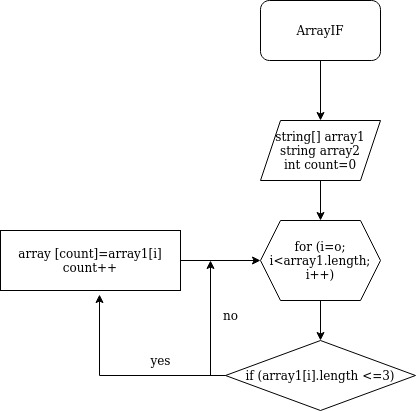 ArrayIF
string[] array1
string array2
int count=0
for (i=o;
i<array1.length;
i++)
array [count]=array1[i]
count++
no
yes
if (array1[i].length <=3)